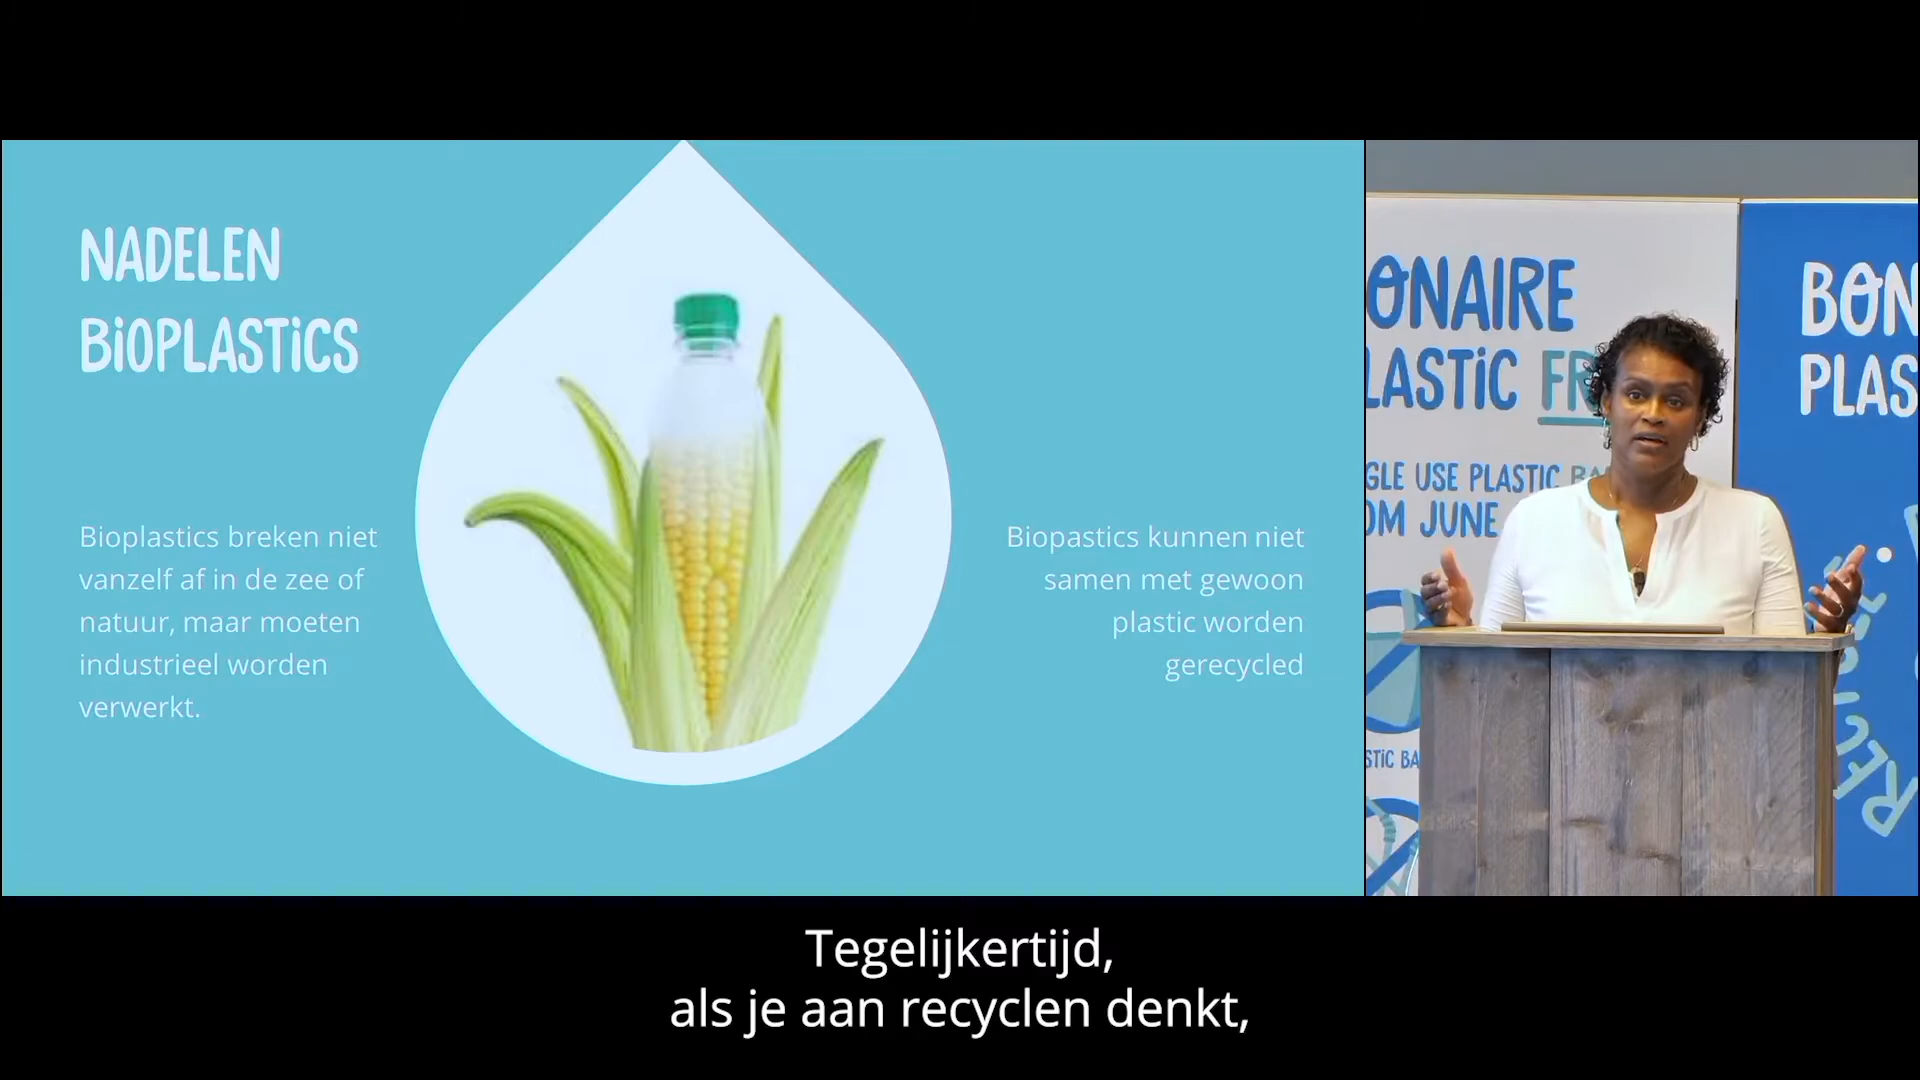 NADELEN
BiOPLASTiCS
Bioplastics breken niet
vanzelf af in de zee of
natuur, maar moeten
industrieel worden
verwerkt.
Biopastics kunnen niet
samen met gewoon
plastic worden
gerecycled
ONAIRE
LASTiC FR
GLE USE PLASTIC BA
OM JUNE
STiC BA
BON
PLAS
Tegelijkertijd,
als je aan recyclen denkt,